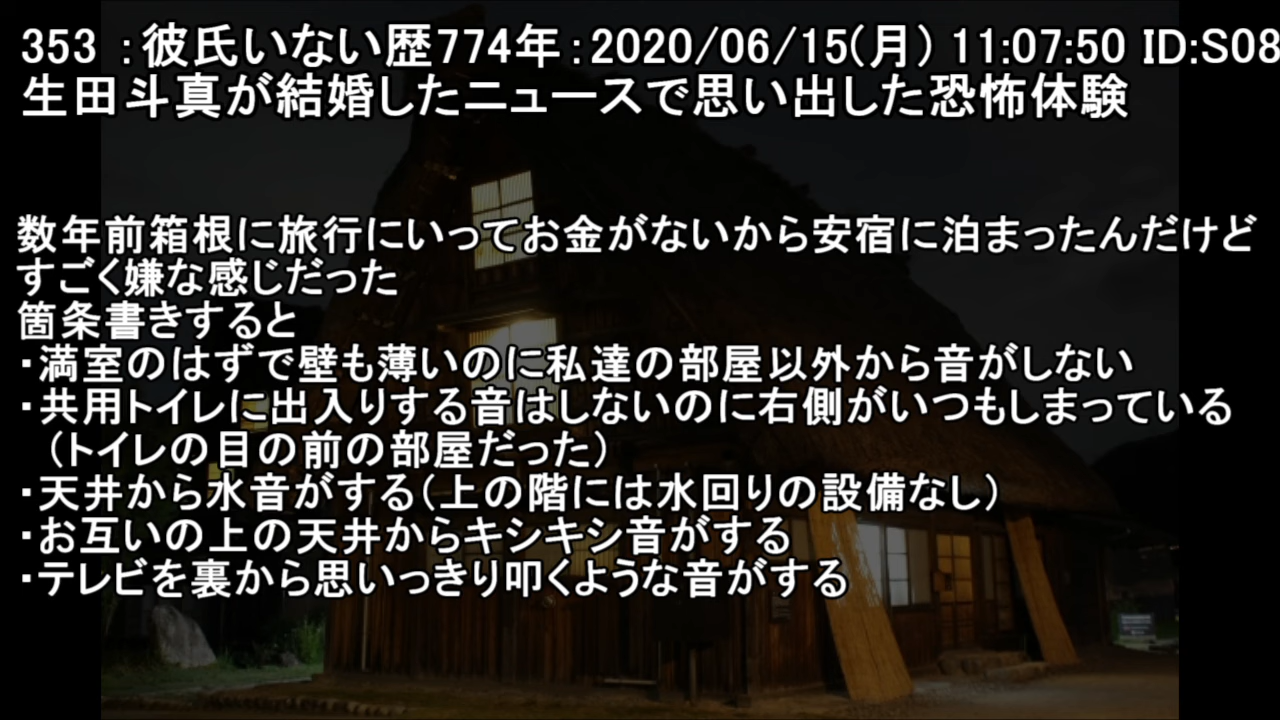 353 ：彼氏いない歴774年：2020/06/15(月) 11:07:50 ID:S08
生田斗真が結婚したニュースで思い出した恐怖体験
数年前箱根に旅行にいってお金がないから安宿に泊まったんだけど
すごく嫌な感じだった
箇条書きすると
・満室のはずで壁も薄いのに私達の部屋以外から音がしない
・共用トイレに出入りする音はしないのに右側がいつもしまっている
（トイレの目の前の部屋だった）
・天井から水音がする（上の階には水回りの設備なし）
・お互いの上の天井からキシキシ音がする
・テレビを裏から思いっきり叩くような音がする